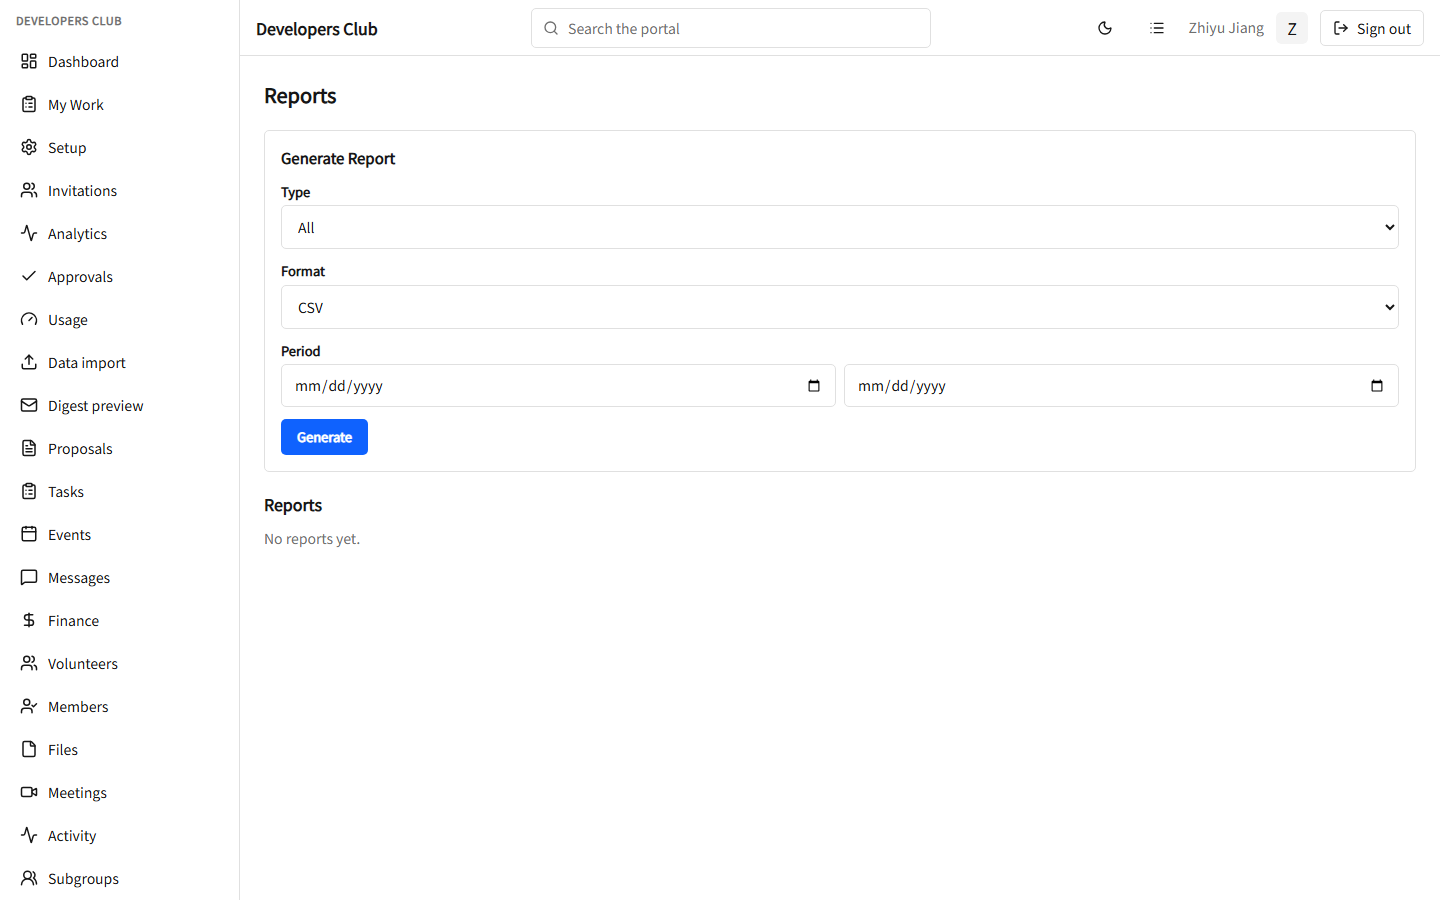 DEVELOPERS CLUB
Dashboard
My Work
Setup
Invitations
Analytics
Approvals
Usage
Data import
Digest preview
Proposals
Tasks
Events
Messages
Finance
Volunteers
Members
Files
Meetings
Activity
Subgroups
Developers Club
Search the portal
Zhiyu Jiang
Z
Sign out
Reports
Generate Report
Type
All
Format
CSV
Period
mm/dd/yyyy mm/dd/yyyy
Generate
Reports
No reports yet.